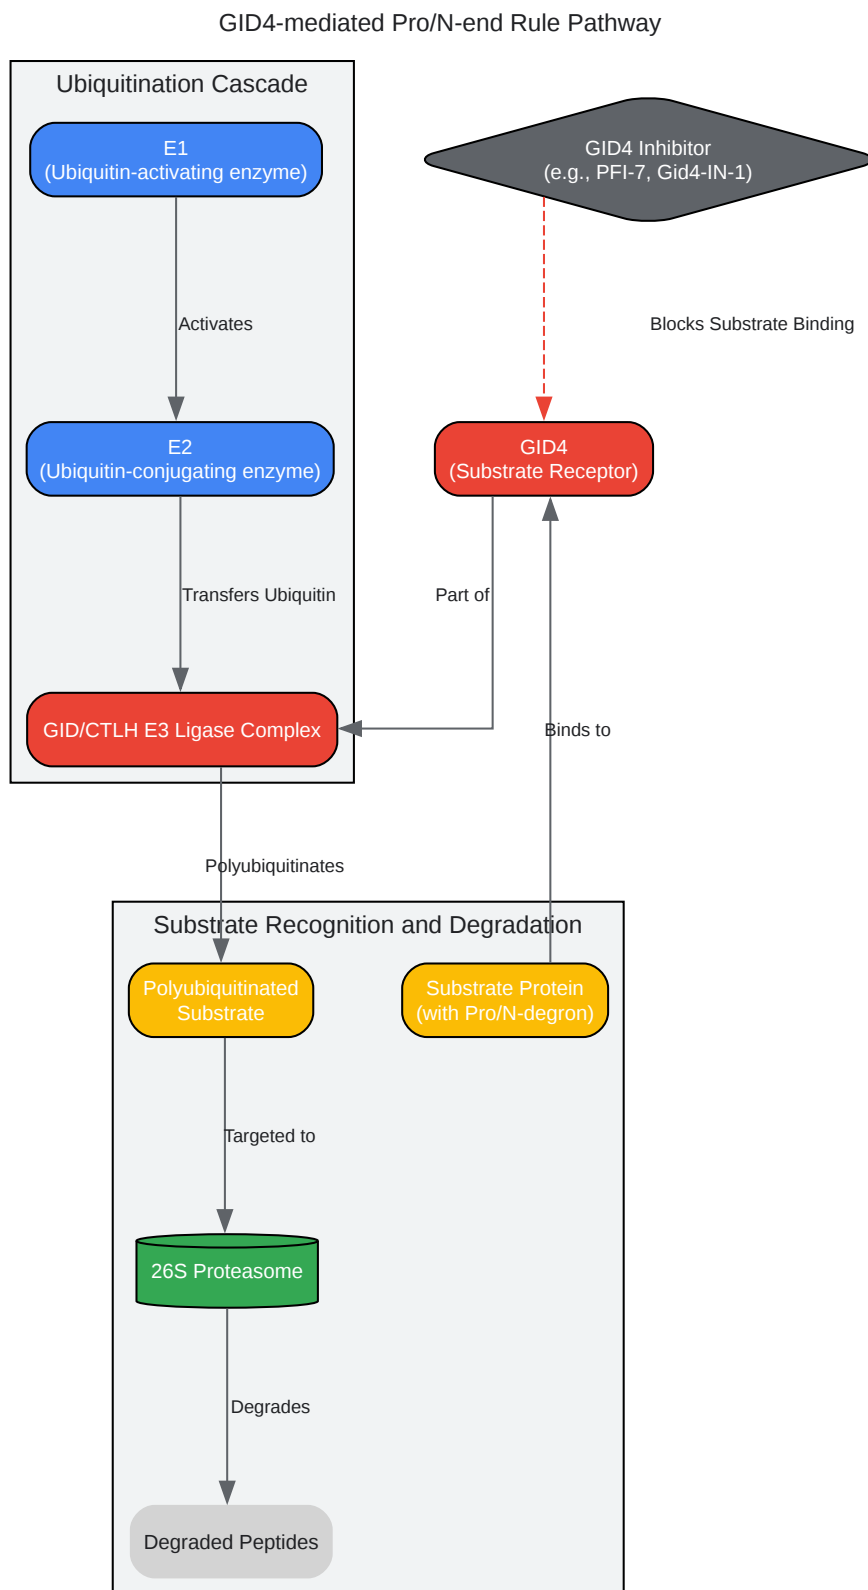 GID4-mediated Pro/N-end Rule Pathway
Ubiquitination Cascade
E1
(Ubiquitin-activating enzyme)
GID4 Inhibitor
(e.g., PFI-7, Gid4-IN-1)
Activates
Blocks Substrate Binding
E2
(Ubiquitin-conjugating enzyme)
GID4
(Substrate Receptor)
Transfers Ubiquitin
Part of
GID/CTLH E3 Ligase Complex
Binds to
Polyubiquitinates
Substrate Recognition and Degradation
Polyubiquitinated
Substrate
Substrate Protein
(with Pro/N-degron)
Targeted to
26S Proteasome
Degrades
Degraded Peptides